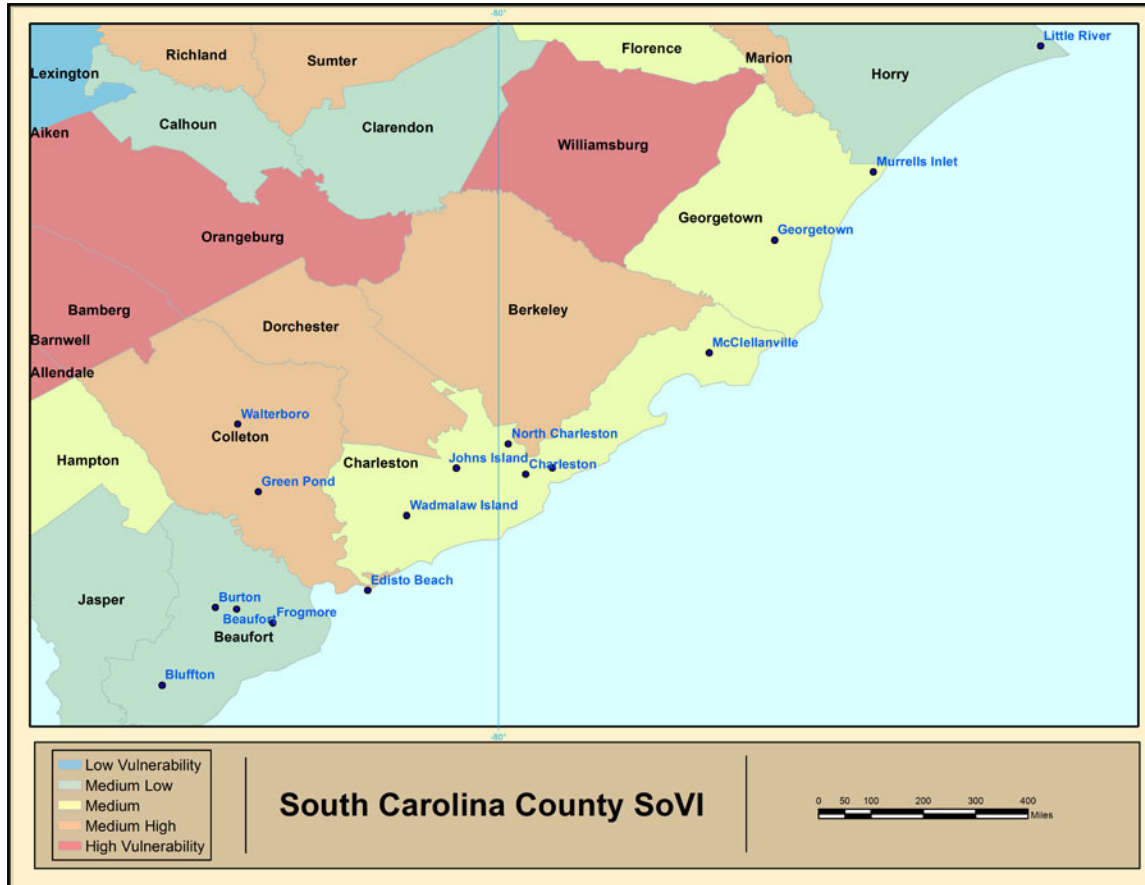 -80°
Little River
Florence
Richland
Sumter
Marion
Lexington
Horry
Calhoun
Clarendon
Aiken
Williamsburg
Murrells Inlet
Georgetown
Georgetown
Orangeburg
Bamberg
Berkeley
Dorchester
Barnwell
McClellanville
Allendale
Walterboro
Colleton
North Charleston
Hampton
Johns Island
Charleston
Charleston
Green Pond
Wadmalaw Island
Edisto Beach
Jasper
Burton
Frogmore
Beaufort
Beaufort
Bluffton
-80°
Low Vulnerability
Medium Low
Medium
Medium High
High Vulnerability
South Carolina County SoVI
0 50 100 200 300 400
Miles